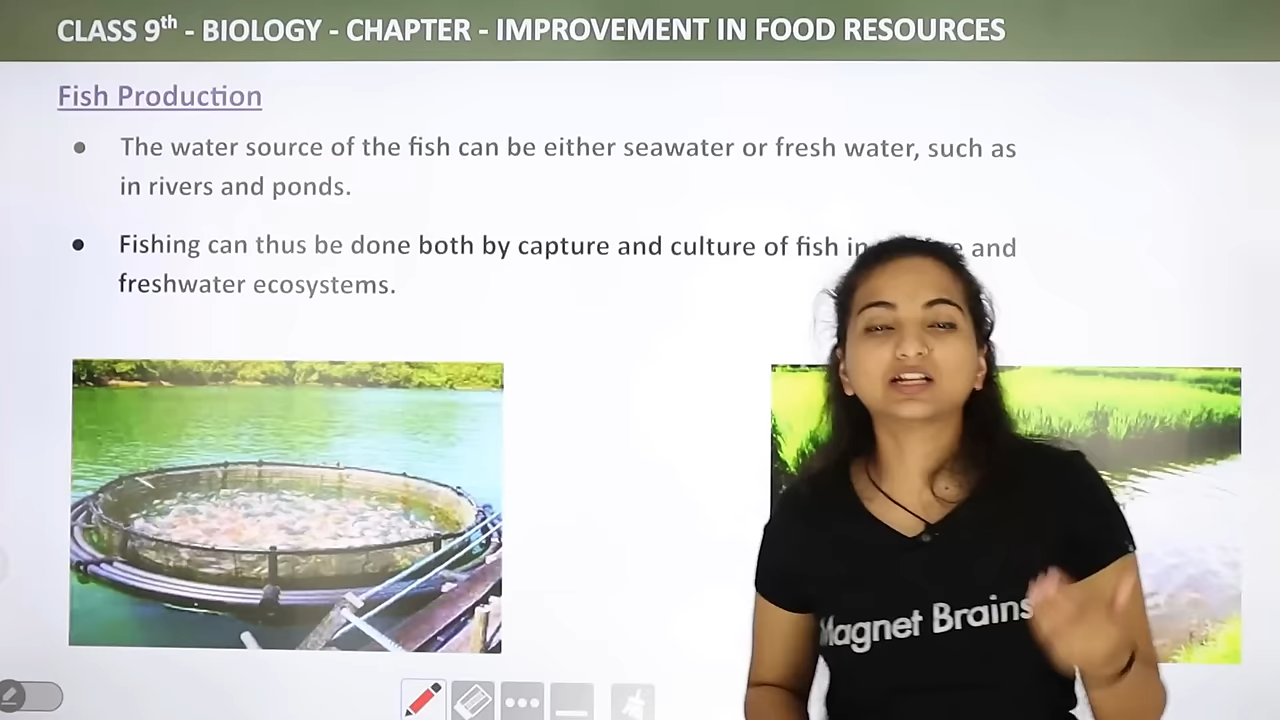 CLASS 9th - BIOLOGY - CHAPTER - IMPROVEMENT IN FOOD RESOURCES
Fish Production
The water source of the fish can be either seawater or fresh water, such as
in rivers and ponds.
Fishing can thus be done both by capture and culture of fish in and
freshwater ecosystems.
Magnet Brains